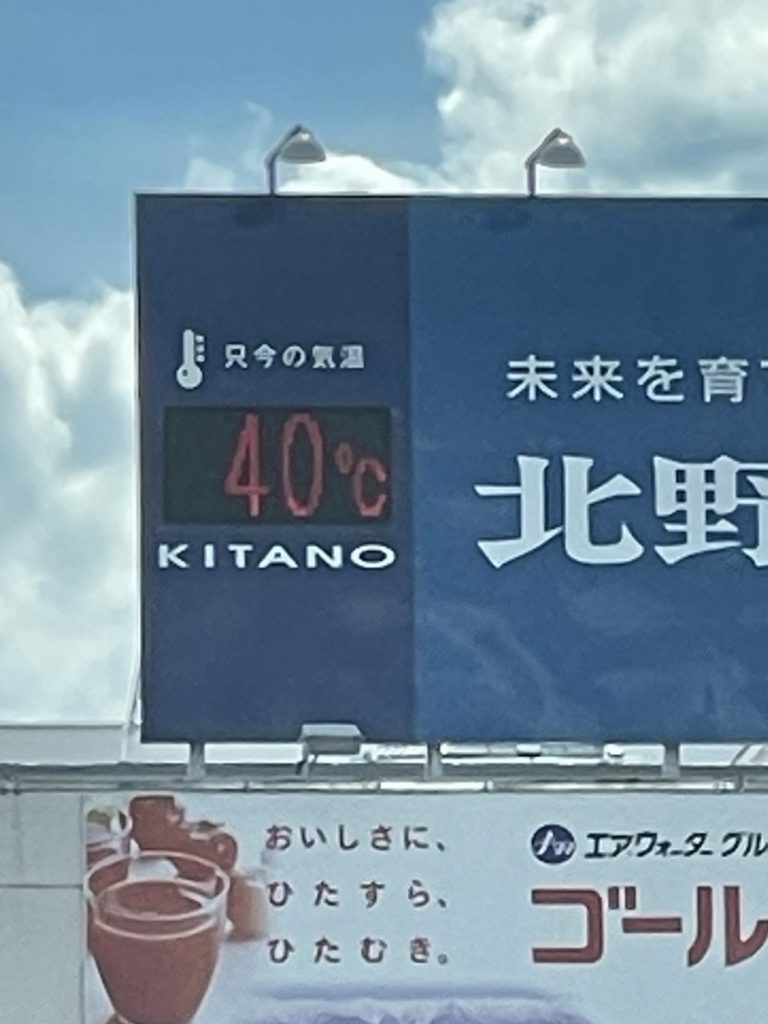 只今の気温
40℃
KITANO
未来を育
北野
おいしさに、
ひたすら、
ひたむき。
エア・ウォーターグル
ゴール